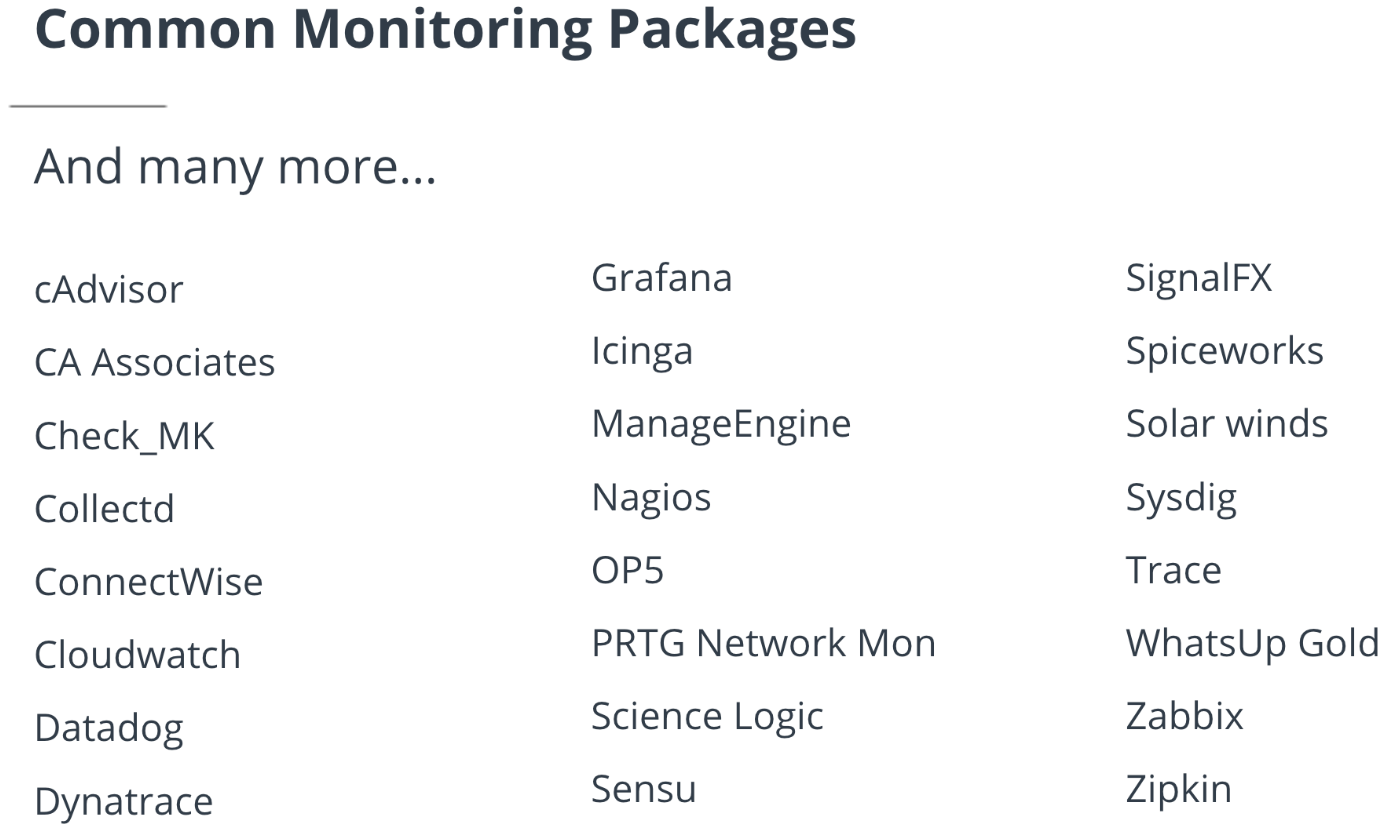 Common Monitoring Packages
And many more...
cAdvisor
CA Associates
Check_MK
Collectd
ConnectWise
Cloudwatch
Datadog
Dynatrace
Grafana
Icinga
ManageEngine
Nagios
OP5
PRTG Network Mon
Science Logic
Sensu
SignalFX
Spiceworks
Solar winds
Sysdig
Trace
WhatsUp Gold
Zabbix
Zipkin